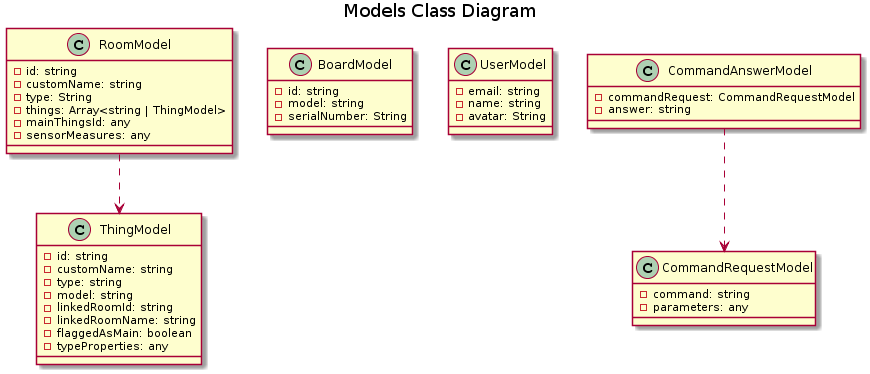 Models Class Diagram
C RoomModel
id: string
customName: string
type: String
things: Array<string | ThingModel>
mainThingsId: any
sensorMeasures: any
C BoardModel
id: string
model: string
serialNumber: String
C UserModel
email: string
name: string
avatar: String
C CommandAnswerModel
commandRequest: CommandRequestModel
answer: string
C ThingModel
id: string
customName: string
type: string
model: string
linkedRoomId: string
linkedRoomName: string
flaggedAsMain: boolean
typeProperties: any
C CommandRequestModel
command: string
parameters: any